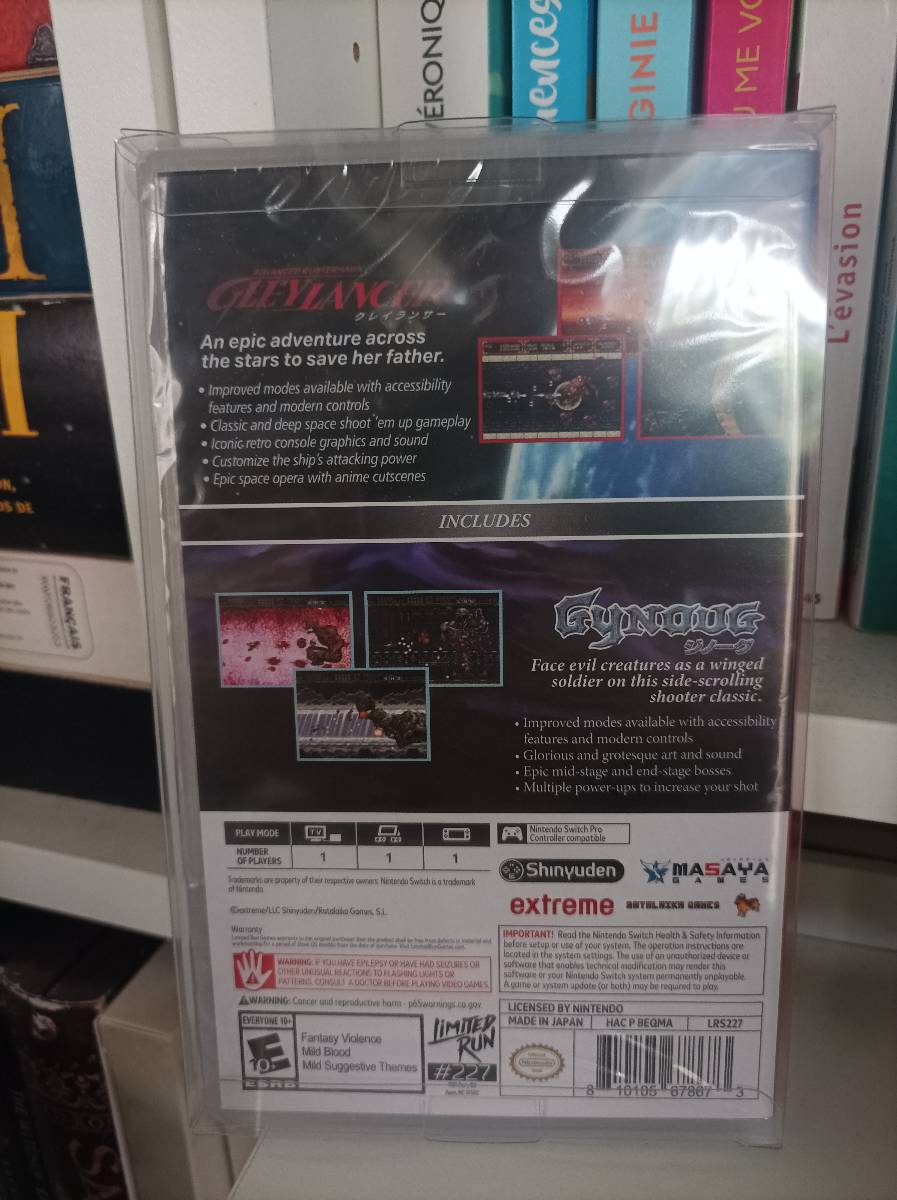 ÉRONIQ
ences
GINIE
U ME VO
L'évasion
FRANÇAIS
GLEYLANCER
グレイランサー
An epic adventure across
the stars to save her father.
• Improved modes available with accessibility
features and modern controls
• Classic and deep space shoot 'em up gameplay
• Iconic retro console graphics and sound
• Customize the ship's attacking power
• Epic space opera with anime cutscenes
INCLUDES
GYNOUG
ジノーグ
Face evil creatures as a winged
soldier on this side-scrolling
shooter classic.
• Improved modes available with accessibility
features and modern controls
• Glorious and grotesque art and sound
• Epic mid-stage and end-stage bosses
• Multiple power-ups to increase your shot
PLAY MODE TV
NUMBER
OF PLAYERS 1 1 1
Nintendo Switch Pro
Controller compatible
Trademarks are property of their respective owners. Nintendo Switch is a trademark
of Nintendo.
©extreme/LLC Shinyuden/Ratalaika Games, S.L.
Shinyuden
MASAYA
GAMES
extreme
RATALAIKA GAMES
Warranty
WARNING: IF YOU HAVE EPILEPSY OR HAVE HAD SEIZURES OR
OTHER UNUSUAL REACTIONS TO FLASHING LIGHTS OR
PATTERNS, CONSULT A DOCTOR BEFORE PLAYING VIDEO GAMES.
WARNING: Cancer and reproductive harm - p65warnings.ca.gov
IMPORTANT! Read the Nintendo Switch Health & Safety Information
before setup or use of your system. The operation instructions are
located in the system settings. The use of an unauthorized device or
software that enables technical modification may render this
software or your Nintendo Switch system permanently unplayable.
A game or system update (or both) may be required to play.
EVERYONE 10+
E
10+
ESRB
Fantasy Violence
Mild Blood
Mild Suggestive Themes
LIMITED
RUN
#227
LICENSED BY NINTENDO
MADE IN JAPAN HAC P BEQMA LRS227
Nintendo
8 10105 67867 3